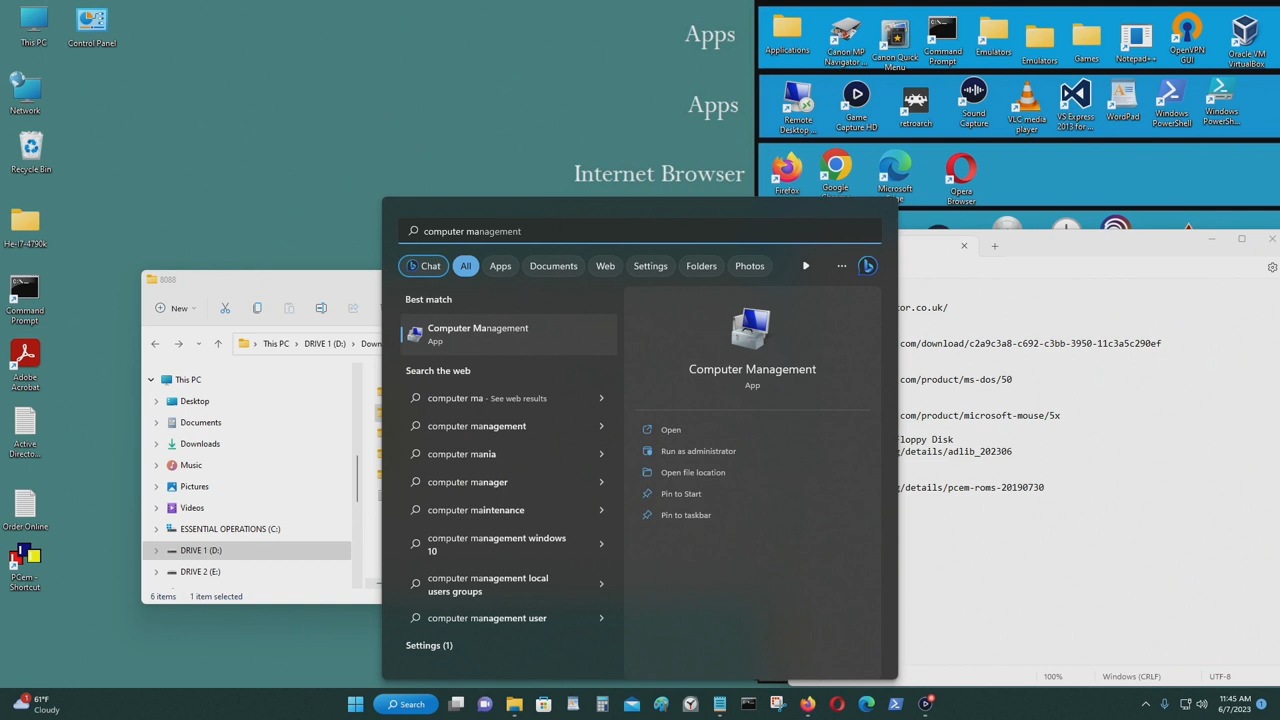 This PC
Control Panel
Network
Recycle Bin
He-I7-4790k
Command
Prompt
Adobe
Acrobat
Active
Directo...
Order Online
PCem -
Shortcut
Apps
Apps
Internet Browser
Applications
Canon MP
Navigator ...
Canon Quick
Menu
Command
Prompt
Emulators
Emulators
Games
Notepad++
OpenVPN
GUI
Oracle VM
VirtualBox
Remote
Desktop ...
Game
Capture HD
retroarch
Sound
Capture
VLC media
player
VS Express
2013 for ...
WordPad
Windows
PowerShell
Windows
PowerSh...
Firefox
Google
Microsoft
Edge
Opera
Browser
8088
New
This PC
DRIVE 1 (D:)
Down
This PC
Desktop
Documents
Downloads
Music
Pictures
Videos
ESSENTIAL OPERATIONS (C:)
DRIVE 1 (D:)
DRIVE 2 (E:)
6 items
1 item selected
computer management
Chat
All
Apps
Documents
Web
Settings
Folders
Photos
Best match
Computer Management
App
Search the web
computer ma - See web results
computer management
computer mania
computer manager
computer maintenance
computer management windows
10
computer management local
users groups
computer management user
Settings (1)
Computer Management
App
Open
Run as administrator
Open file location
Pin to Start
Pin to taskbar
tor.co.uk/
com/download/c2a9c3a8-c692-c3bb-3950-11c3a5c290ef
com/product/ms-dos/50
com/product/microsoft-mouse/5x
Floppy Disk
g/details/adlib_202306
g/details/pcem-roms-20190730
100%
Windows (CRLF)
UTF-8
1
61°F
Cloudy
Search
11:45 AM
6/7/2023
1